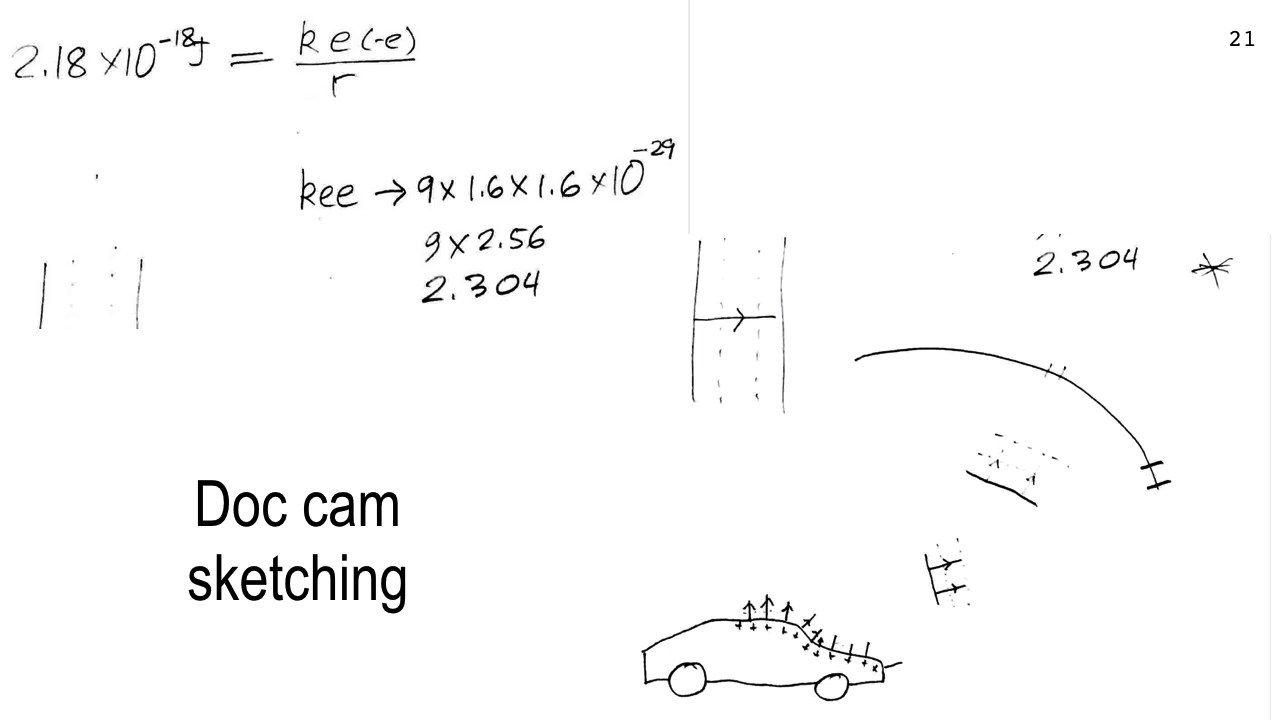 2.18 ×10^-18 J = ke(-e)/r
21
kee → 9×1.6×1.6×10^-29
9×2.56
2.304
2.304 *
Doc cam
sketching